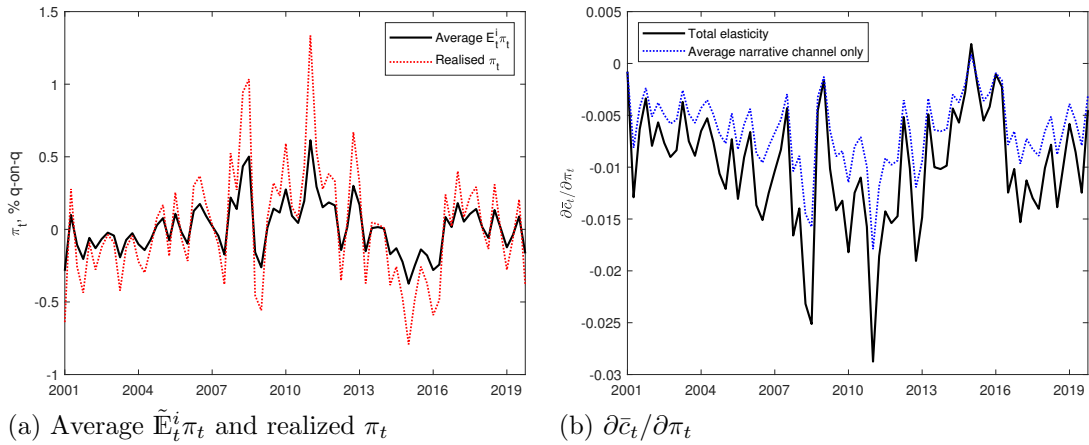 1.5
1
0.5
0
-0.5
-1
π_t, % q-on-q
Average E_t^i π_t
Realised π_t
2001 2004 2007 2010 2013 2016 2019
(a) Average Ẽ_t^i π_t and realized π_t
0.005
0
-0.005
-0.01
-0.015
-0.02
-0.025
-0.03
∂c̄_t/∂π_t
Total elasticity
Average narrative channel only
2001 2004 2007 2010 2013 2016 2019
(b) ∂c̄_t/∂π_t